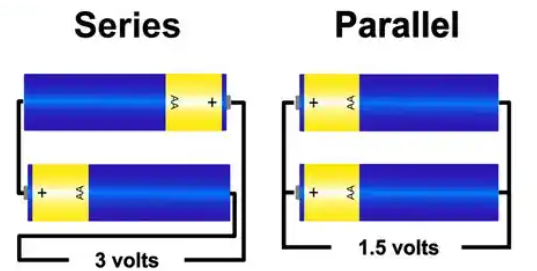 Series
Parallel
AA +
+ AA
+ AA
+ AA
3 volts
1.5 volts